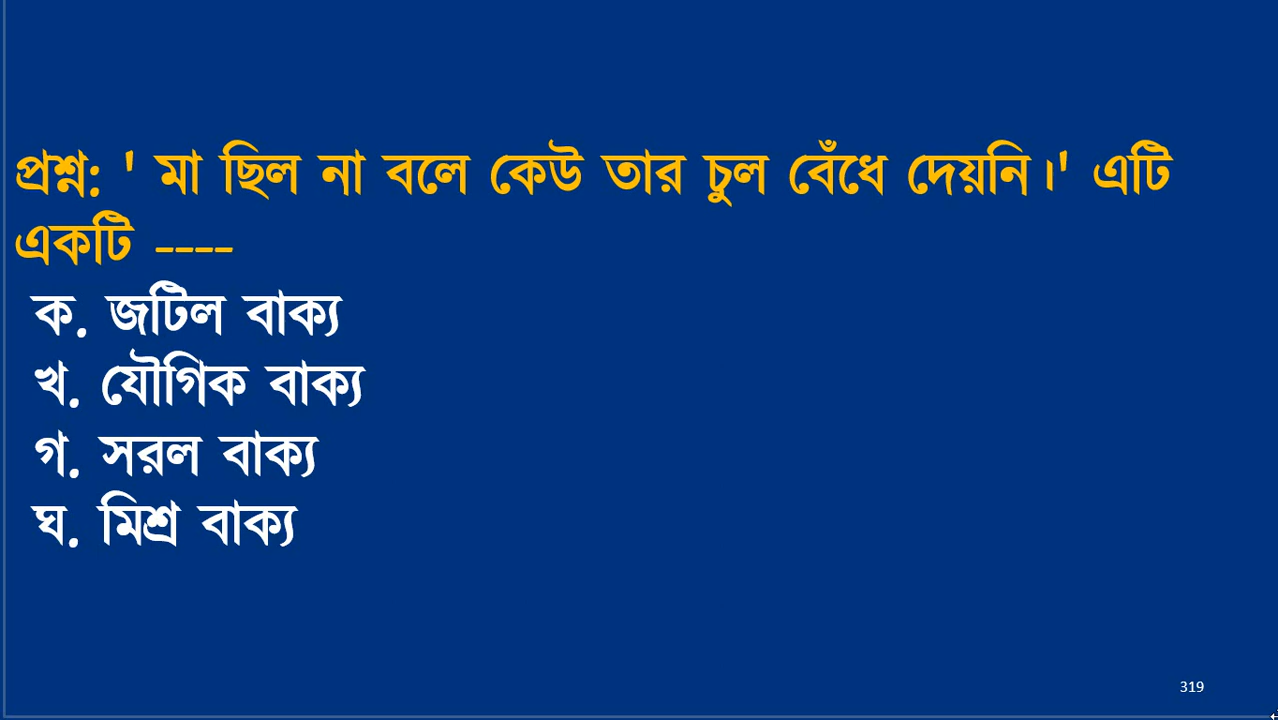 প্রশ্ন: ' মা ছিল না বলে কেউ তার চুল বেঁধে দেয়নি।' এটি
একটি ----
ক. জটিল বাক্য
খ. যৌগিক বাক্য
গ. সরল বাক্য
ঘ. মিশ্র বাক্য
319